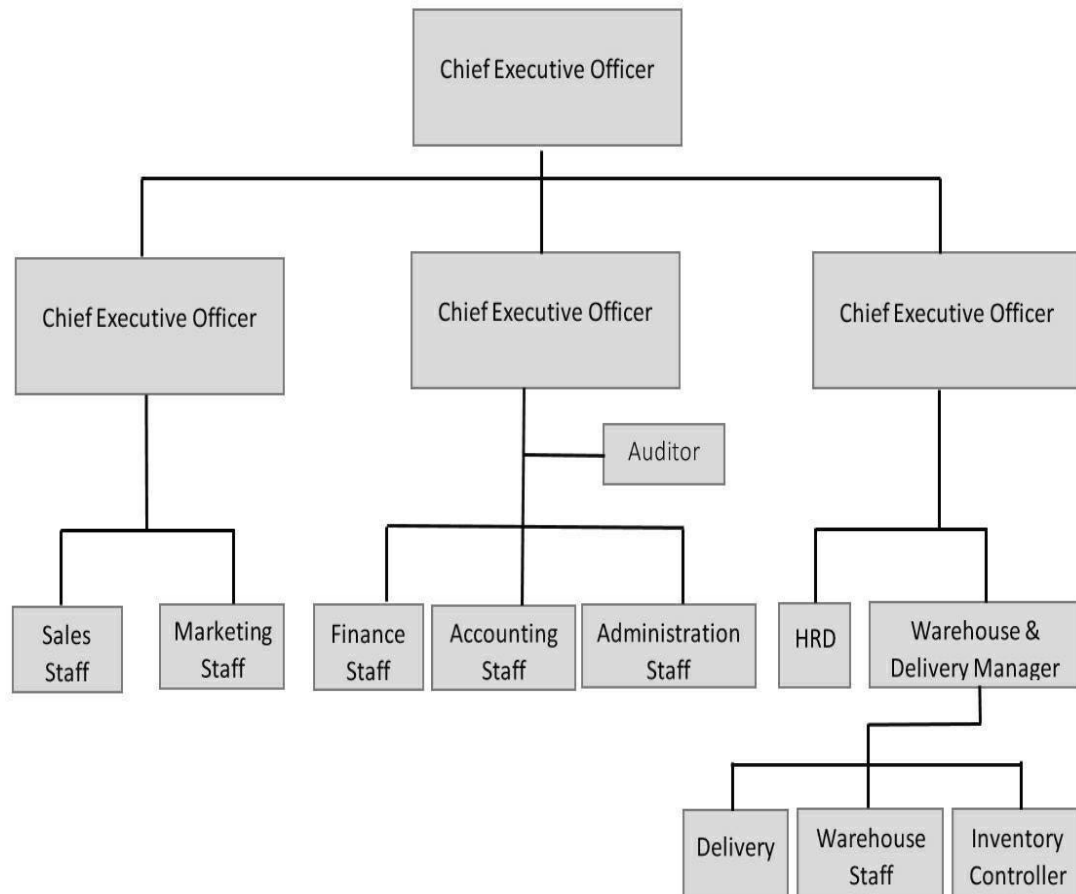 Chief Executive Officer
Chief Executive Officer
Chief Executive Officer
Chief Executive Officer
Auditor
Sales
Staff
Marketing
Staff
Finance
Staff
Accounting
Staff
Administration
Staff
HRD
Warehouse &
Delivery Manager
Delivery
Warehouse
Staff
Inventory
Controller